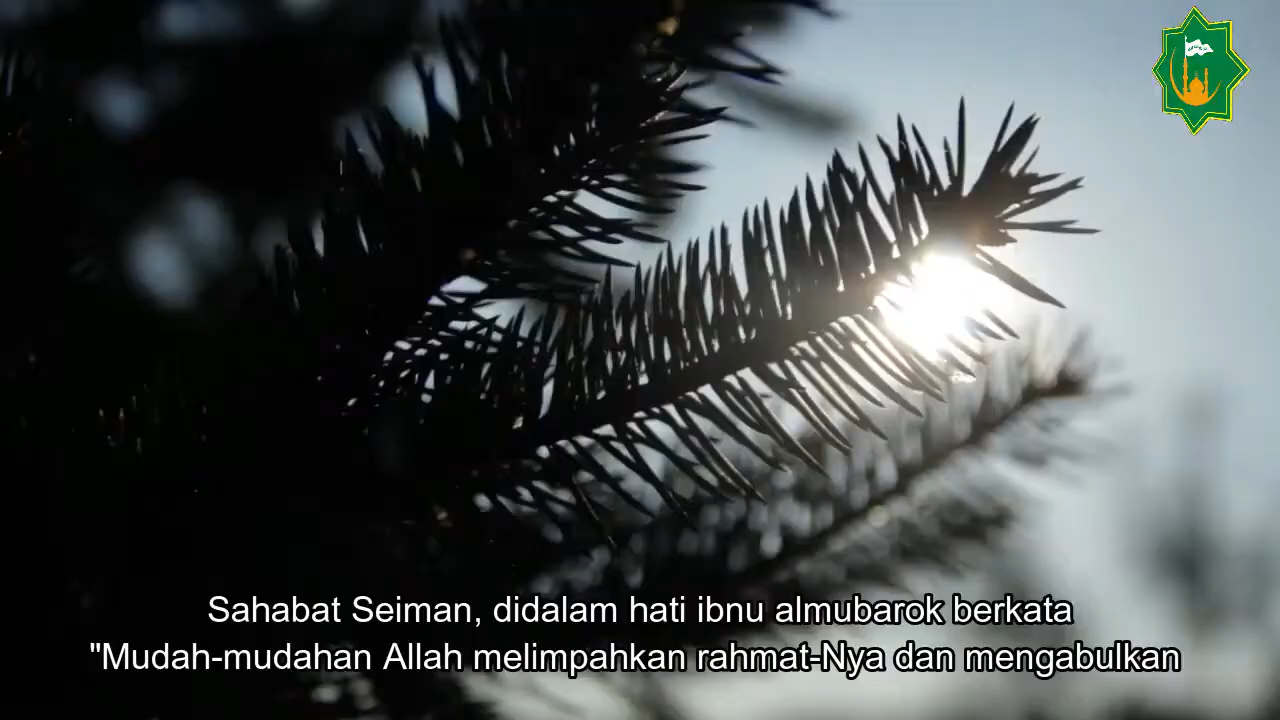 Sahabat Seiman, didalam hati ibnu almubarok berkata
"Mudah-mudahan Allah melimpahkan rahmat-Nya dan mengabulkan